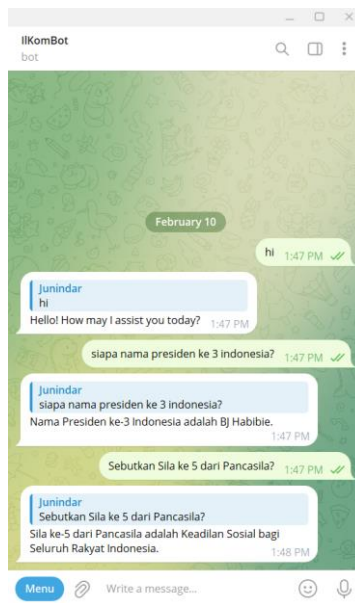 IlKomBot
bot
February 10
hi 1:47 PM
Junindar
hi
Hello! How may I assist you today? 1:47 PM
siapa nama presiden ke 3 indonesia? 1:47 PM
Junindar
siapa nama presiden ke 3 indonesia?
Nama Presiden ke-3 Indonesia adalah BJ Habibie.
1:47 PM
Sebutkan Sila ke 5 dari Pancasila? 1:47 PM
Junindar
Sebutkan Sila ke 5 dari Pancasila?
Sila ke-5 dari Pancasila adalah Keadilan Sosial bagi
Seluruh Rakyat Indonesia. 1:48 PM
Menu Write a message...